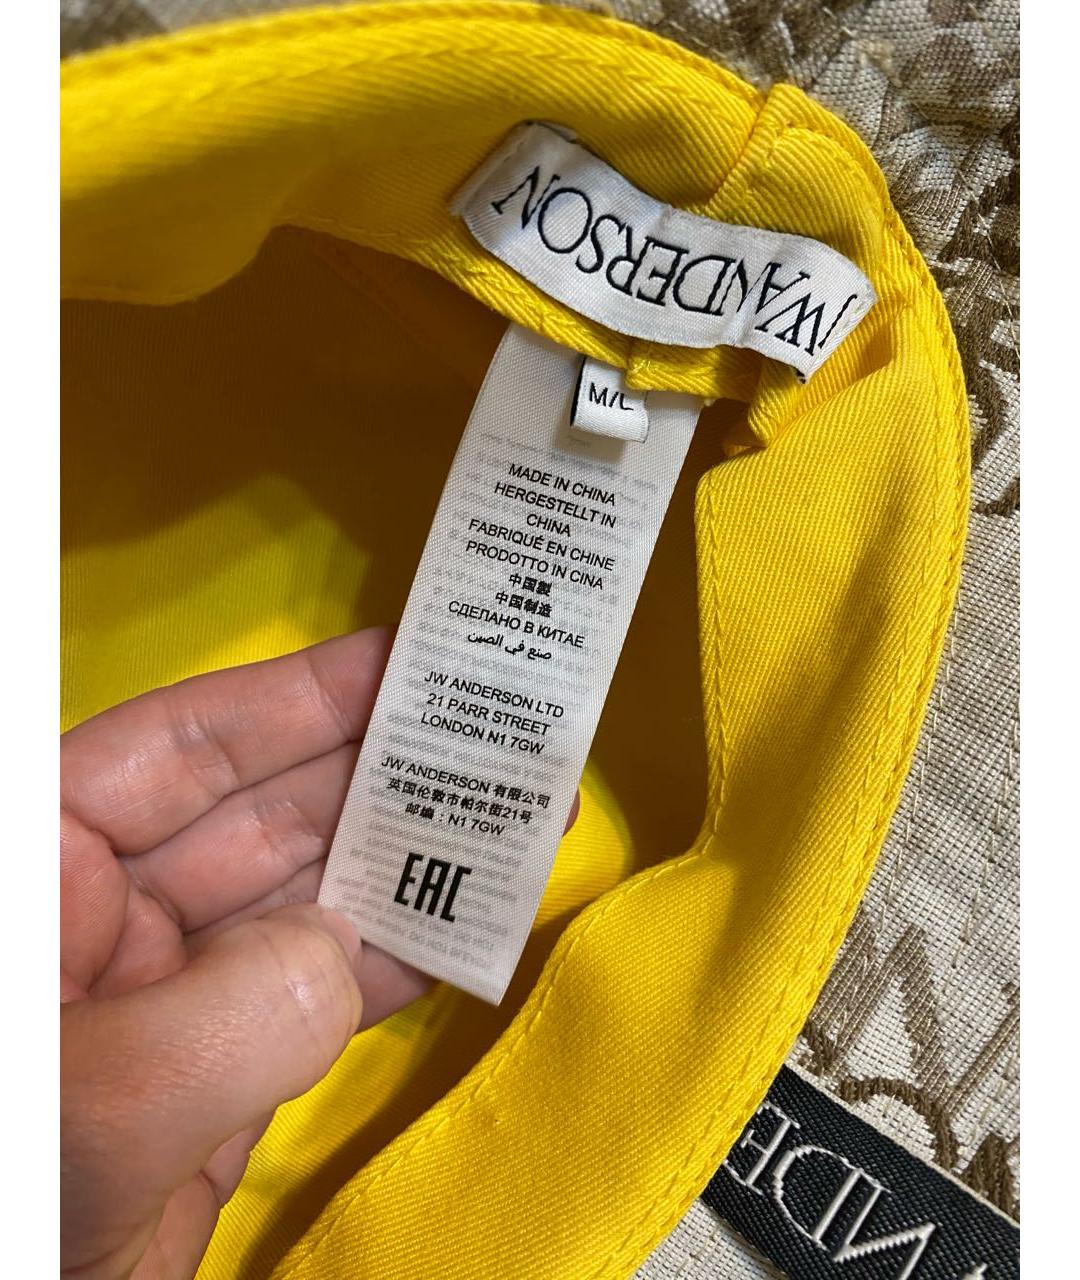 JWANDERSON
M/L
MADE IN CHINA
HERGESTELLT IN
CHINA
FABRIQUÉ EN CHINE
PRODOTTO IN CINA
中国製
中国制造
СДЕЛАНО В КИТАЕ
صنع في الصين
JW ANDERSON LTD
21 PARR STREET
LONDON N1 7GW
JW ANDERSON 有限公司
英国伦敦市帕尔街21号
邮编：N1 7GW
EAC